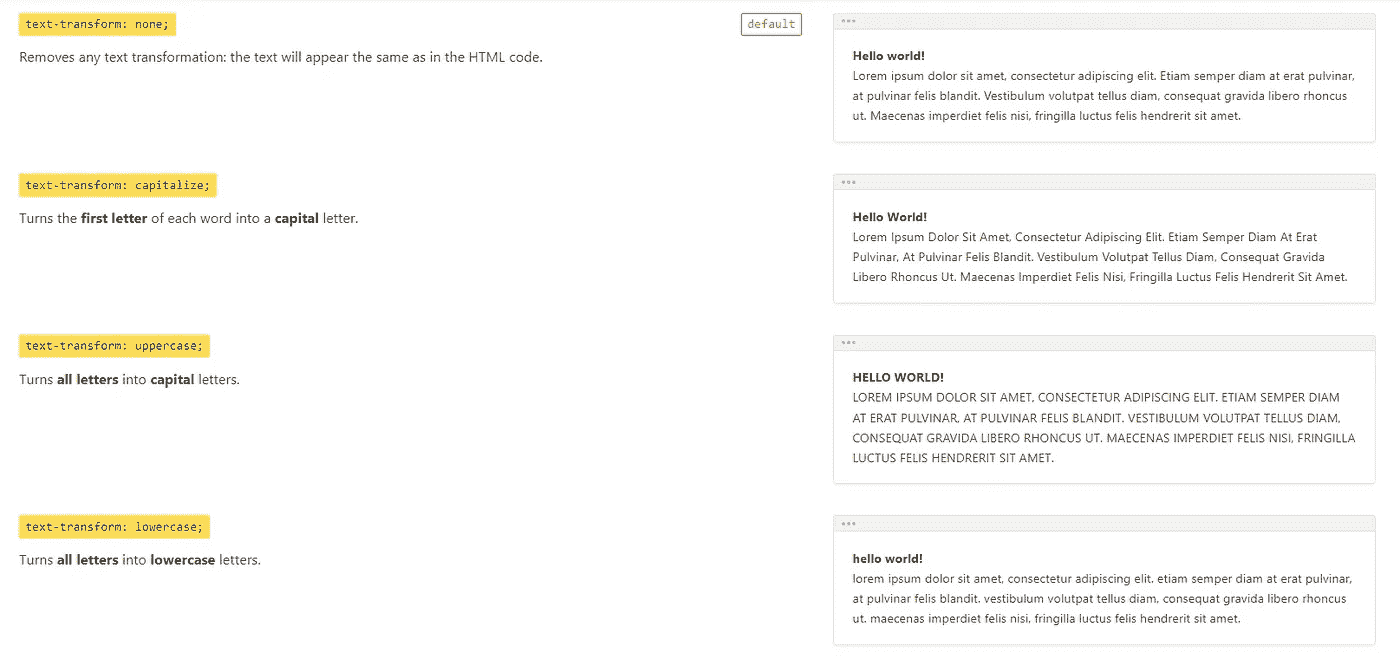 text-transform: none;
default
Removes any text transformation: the text will appear the same as in the HTML code.
Hello world!
Lorem ipsum dolor sit amet, consectetur adipiscing elit. Etiam semper diam at erat pulvinar,
at pulvinar felis blandit. Vestibulum volutpat tellus diam, consequat gravida libero rhoncus
ut. Maecenas imperdiet felis nisi, fringilla luctus felis hendrerit sit amet.
text-transform: capitalize;
Turns the first letter of each word into a capital letter.
Hello World!
Lorem Ipsum Dolor Sit Amet, Consectetur Adipiscing Elit. Etiam Semper Diam At Erat
Pulvinar, At Pulvinar Felis Blandit. Vestibulum Volutpat Tellus Diam, Consequat Gravida
Libero Rhoncus Ut. Maecenas Imperdiet Felis Nisi, Fringilla Luctus Felis Hendrerit Sit Amet.
text-transform: uppercase;
Turns all letters into capital letters.
HELLO WORLD!
LOREM IPSUM DOLOR SIT AMET, CONSECTETUR ADIPISCING ELIT. ETIAM SEMPER DIAM
AT ERAT PULVINAR, AT PULVINAR FELIS BLANDIT. VESTIBULUM VOLUTPAT TELLUS DIAM,
CONSEQUAT GRAVIDA LIBERO RHONCUS UT. MAECENAS IMPERDIET FELIS NISI, FRINGILLA
LUCTUS FELIS HENDRERIT SIT AMET.
text-transform: lowercase;
Turns all letters into lowercase letters.
hello world!
lorem ipsum dolor sit amet, consectetur adipiscing elit. etiam semper diam at erat pulvinar,
at pulvinar felis blandit. vestibulum volutpat tellus diam, consequat gravida libero rhoncus
ut. maecenas imperdiet felis nisi, fringilla luctus felis hendrerit sit amet.